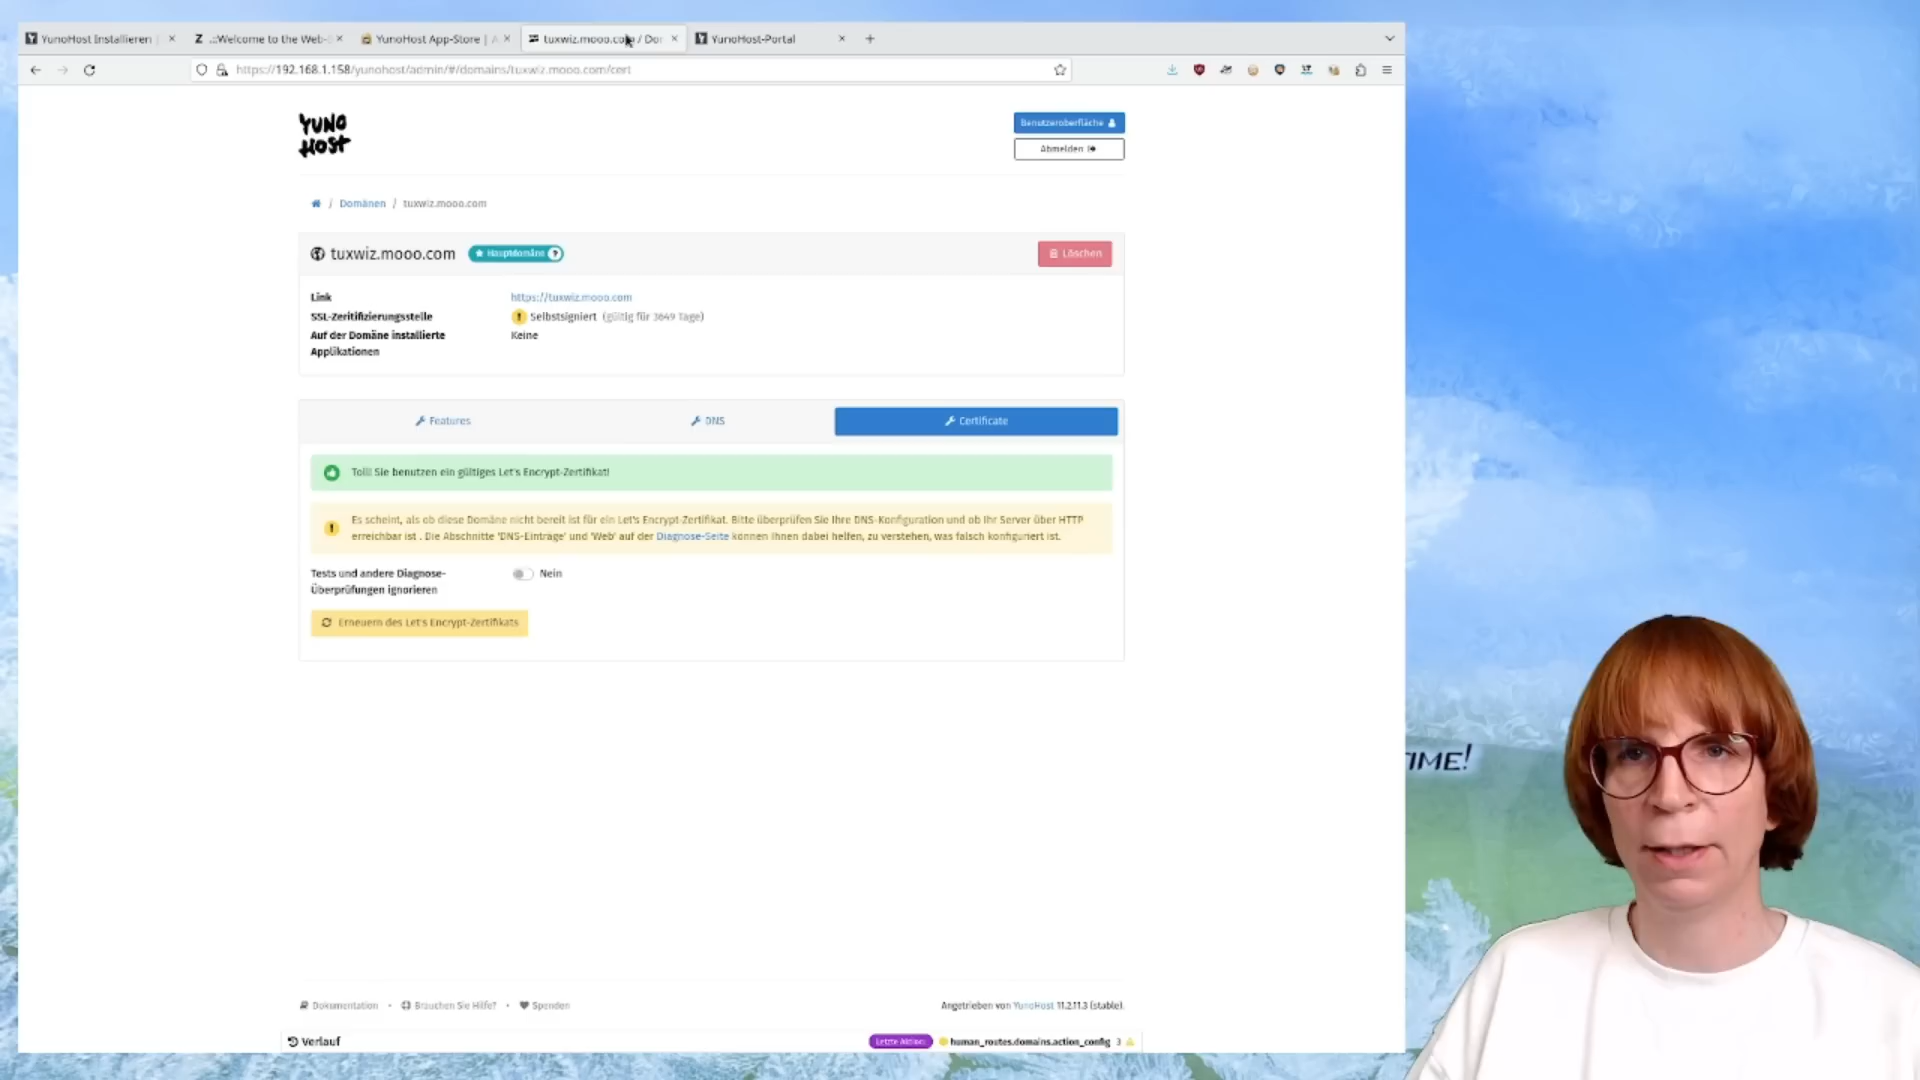 YunoHost Installieren
.::Welcome to the Web-
YunoHost App-Store | A
tuxwiz.mooo.com / Dor
YunoHost-Portal
https://192.168.1.158/yunohost/admin/#/domains/tuxwiz.mooo.com/cert
YUNO
HOST
Benutzeroberfläche
Abmelden
/ Domänen / tuxwiz.mooo.com
tuxwiz.mooo.com
Hauptdomäne ?
Löschen
Link
https://tuxwiz.mooo.com
SSL-Zeritifizierungsstelle
Selbstsigniert (gültig für 3649 Tage)
Auf der Domäne installierte
Applikationen
Keine
Features
DNS
Certificate
Toll! Sie benutzen ein gültiges Let's Encrypt-Zertifikat!
Es scheint, als ob diese Domäne nicht bereit ist für ein Let's Encrypt-Zertifikat. Bitte überprüfen Sie Ihre DNS-Konfiguration und ob Ihr Server über HTTP
erreichbar ist . Die Abschnitte 'DNS-Einträge' und 'Web' auf der Diagnose-Seite können Ihnen dabei helfen, zu verstehen, was falsch konfiguriert ist.
Tests und andere Diagnose-
Überprüfungen ignorieren
Nein
Erneuern des Let's Encrypt-Zertifikats
TIME!
Dokumentation • Brauchen Sie Hilfe? • Spenden
Angetrieben von YunoHost 11.2.11.3 (stable).
Verlauf
Letzte Aktion:
human_routes.domains.action_config 3